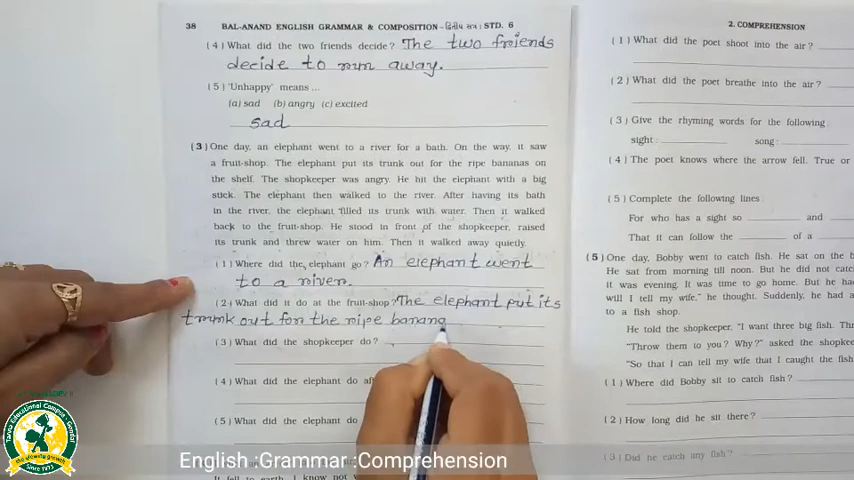 38 BAL-ANAND ENGLISH GRAMMAR & COMPOSITION–દ્વિતીય સત્ર: STD. 6
( 4 ) What did the two friends decide? The two friends
decide to run away.
( 5 ) 'Unhappy' means ...
(a) sad (b) angry (c) excited
sad
( 3 ) One day, an elephant went to a river for a bath. On the way, it saw
a fruit-shop. The elephant put its trunk out for the ripe bananas on
the shelf. The shopkeeper was angry. He hit the elephant with a big
stick. The elephant then walked to the river. After having its bath
in the river, the elephant filled its trunk with water. Then it walked
back to the fruit-shop. He stood in front of the shopkeeper, raised
its trunk and threw water on him. Then it walked away quietly.
( 1 ) Where did the elephant go? An elephant went
to a river.
( 2 ) What did it do at the fruit-shop? The elephant put its
trunk out for the ripe banana
( 3 ) What did the shopkeeper do?
( 4 ) What did the elephant do a
( 5 ) What did the elephant do
It fell to earth, I know not
2. COMPREHENSION
( 1 ) What did the poet shoot into the air?
( 2 ) What did the poet breathe into the air?
( 3 ) Give the rhyming words for the following
sight : song :
( 4 ) The poet knows where the arrow fell. True or
( 5 ) Complete the following lines
For who has a sight so and
That it can follow the of a
( 5 ) One day, Bobby went to catch fish. He sat on the b
He sat from morning till noon. But he did not catc
it was evening. It was time to go home. But he ha
will I tell my wife,' he thought. Suddenly, he had a
to a fish shop.
He told the shopkeeper, "I want three big fish. Thr
"Throw them to you? Why?" asked the shopkee
"So that I can tell my wife that I caught the fish
( 1 ) Where did Bobby sit to catch fish?
( 2 ) How long did he sit there?
( 3 ) Did he catch any fish?
English :Grammar :Comprehension